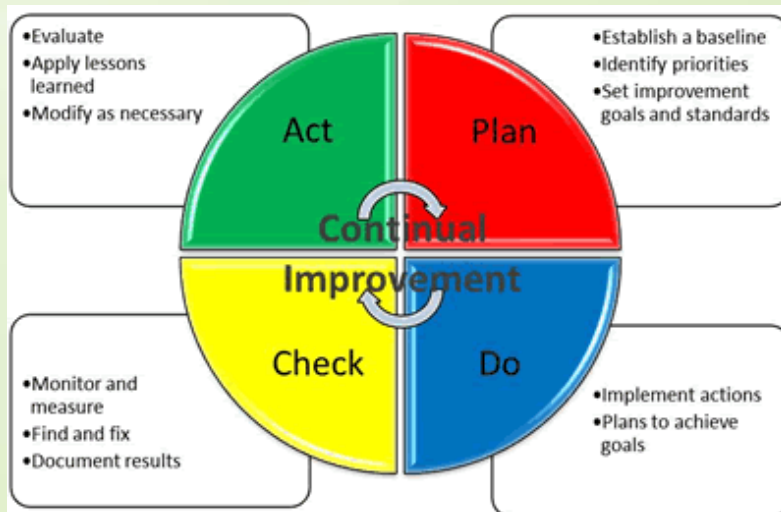 •Evaluate
•Apply lessons
learned
•Modify as necessary
Act
Plan
•Establish a baseline
•Identify priorities
•Set improvement
goals and standards
Continual
Improvement
•Monitor and
measure
•Find and fix
•Document results
Check
Do
•Implement actions
•Plans to achieve
goals